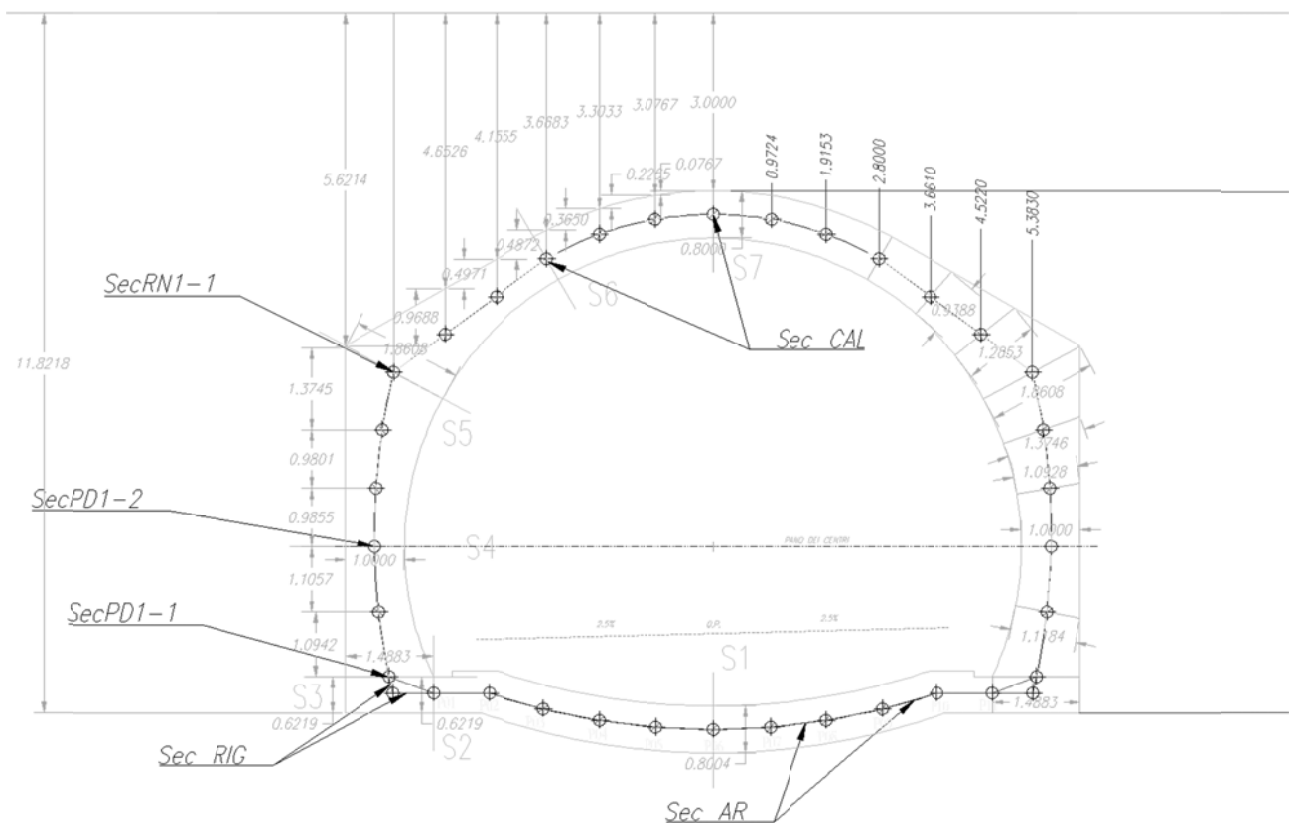 3.0000
3.0767
3.3033
3.6683
4.1555
4.6526
5.6214
0.0767
0.2265
0.3650
0.4872
0.4971
0.9688
1.8608
0.9724
1.9153
2.8000
3.6610
4.5220
5.3830
0.8000
S7
S6
SecRN1-1
Sec CAL
0.9388
1.2853
1.8608
11.8218
1.3745
S5
1.3746
0.9801
1.0928
SecPD1-2
0.9855
S4
PIANO DEI CENTRI
1.0000
1.0000
1.1057
SecPD1-1
2.5%
Q.P.
2.5%
1.1184
1.0942
1.4883
S1
S3
0.6219
0.6219
S2
1.4883
Sec RIG
0.8004
Sec AR